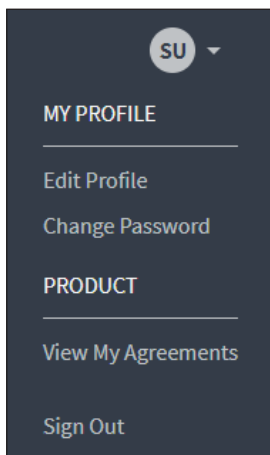 SU
MY PROFILE
Edit Profile
Change Password
PRODUCT
View My Agreements
Sign Out